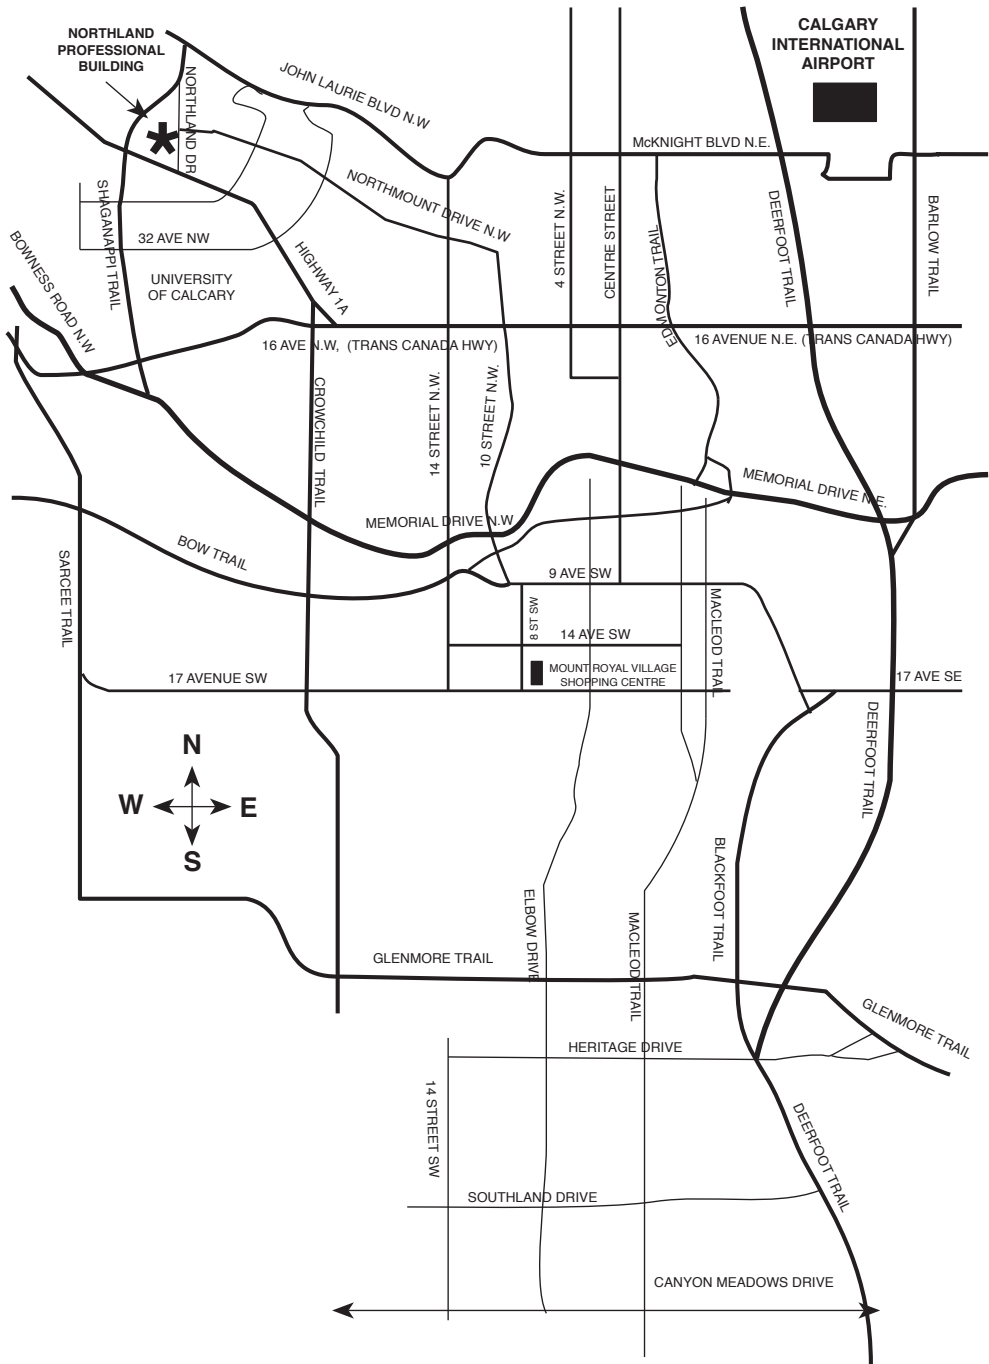 NORTHLAND
PROFESSIONAL
BUILDING
CALGARY
INTERNATIONAL
AIRPORT
JOHN LAURIE BLVD N.W
NORTHLAND DR
McKNIGHT BLVD N.E.
NORTHMOUNT DRIVE N.W
SHAGANAPPI TRAIL
32 AVE NW
BOWNESS ROAD N.W
UNIVERSITY
OF CALGARY
HIGHWAY 1A
4 STREET N.W.
CENTRE STREET
EDMONTON TRAIL
DEERFOOT TRAIL
BARLOW TRAIL
16 AVE N.W, (TRANS CANADA HWY)
16 AVENUE N.E. (TRANS CANADA HWY)
CROWCHILD TRAIL
14 STREET N.W.
10 STREET N.W.
MEMORIAL DRIVE N.E.
MEMORIAL DRIVE N.W
BOW TRAIL
SARCEE TRAIL
9 AVE SW
8 ST SW
14 AVE SW
MACLEOD TRAIL
MOUNT ROYAL VILLAGE
SHOPPING CENTRE
17 AVENUE SW
17 AVE SE
DEERFOOT TRAIL
N
W
E
S
BLACKFOOT TRAIL
ELBOW DRIVE
MACLEOD TRAIL
GLENMORE TRAIL
GLENMORE TRAIL
HERITAGE DRIVE
14 STREET SW
DEERFOOT TRAIL
SOUTHLAND DRIVE
CANYON MEADOWS DRIVE